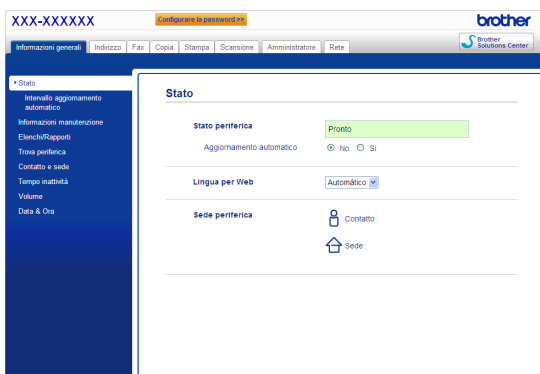 XXX-XXXXXX
Configurare la password >>
brother
Informazioni generali
Indirizzo
Fax
Copia
Stampa
Scansione
Amministratore
Rete
Brother
Solutions Center
Stato
Intervallo aggiornamento
automatico
Informazioni manutenzione
Elenchi/Rapporti
Trova periferica
Contatto e sede
Tempo inattività
Volume
Data & Ora
Stato
Stato periferica
Pronto
Aggiornamento automatico
No
Si
Lingua per Web
Automático
Sede periferica
Contatto :
Sede :